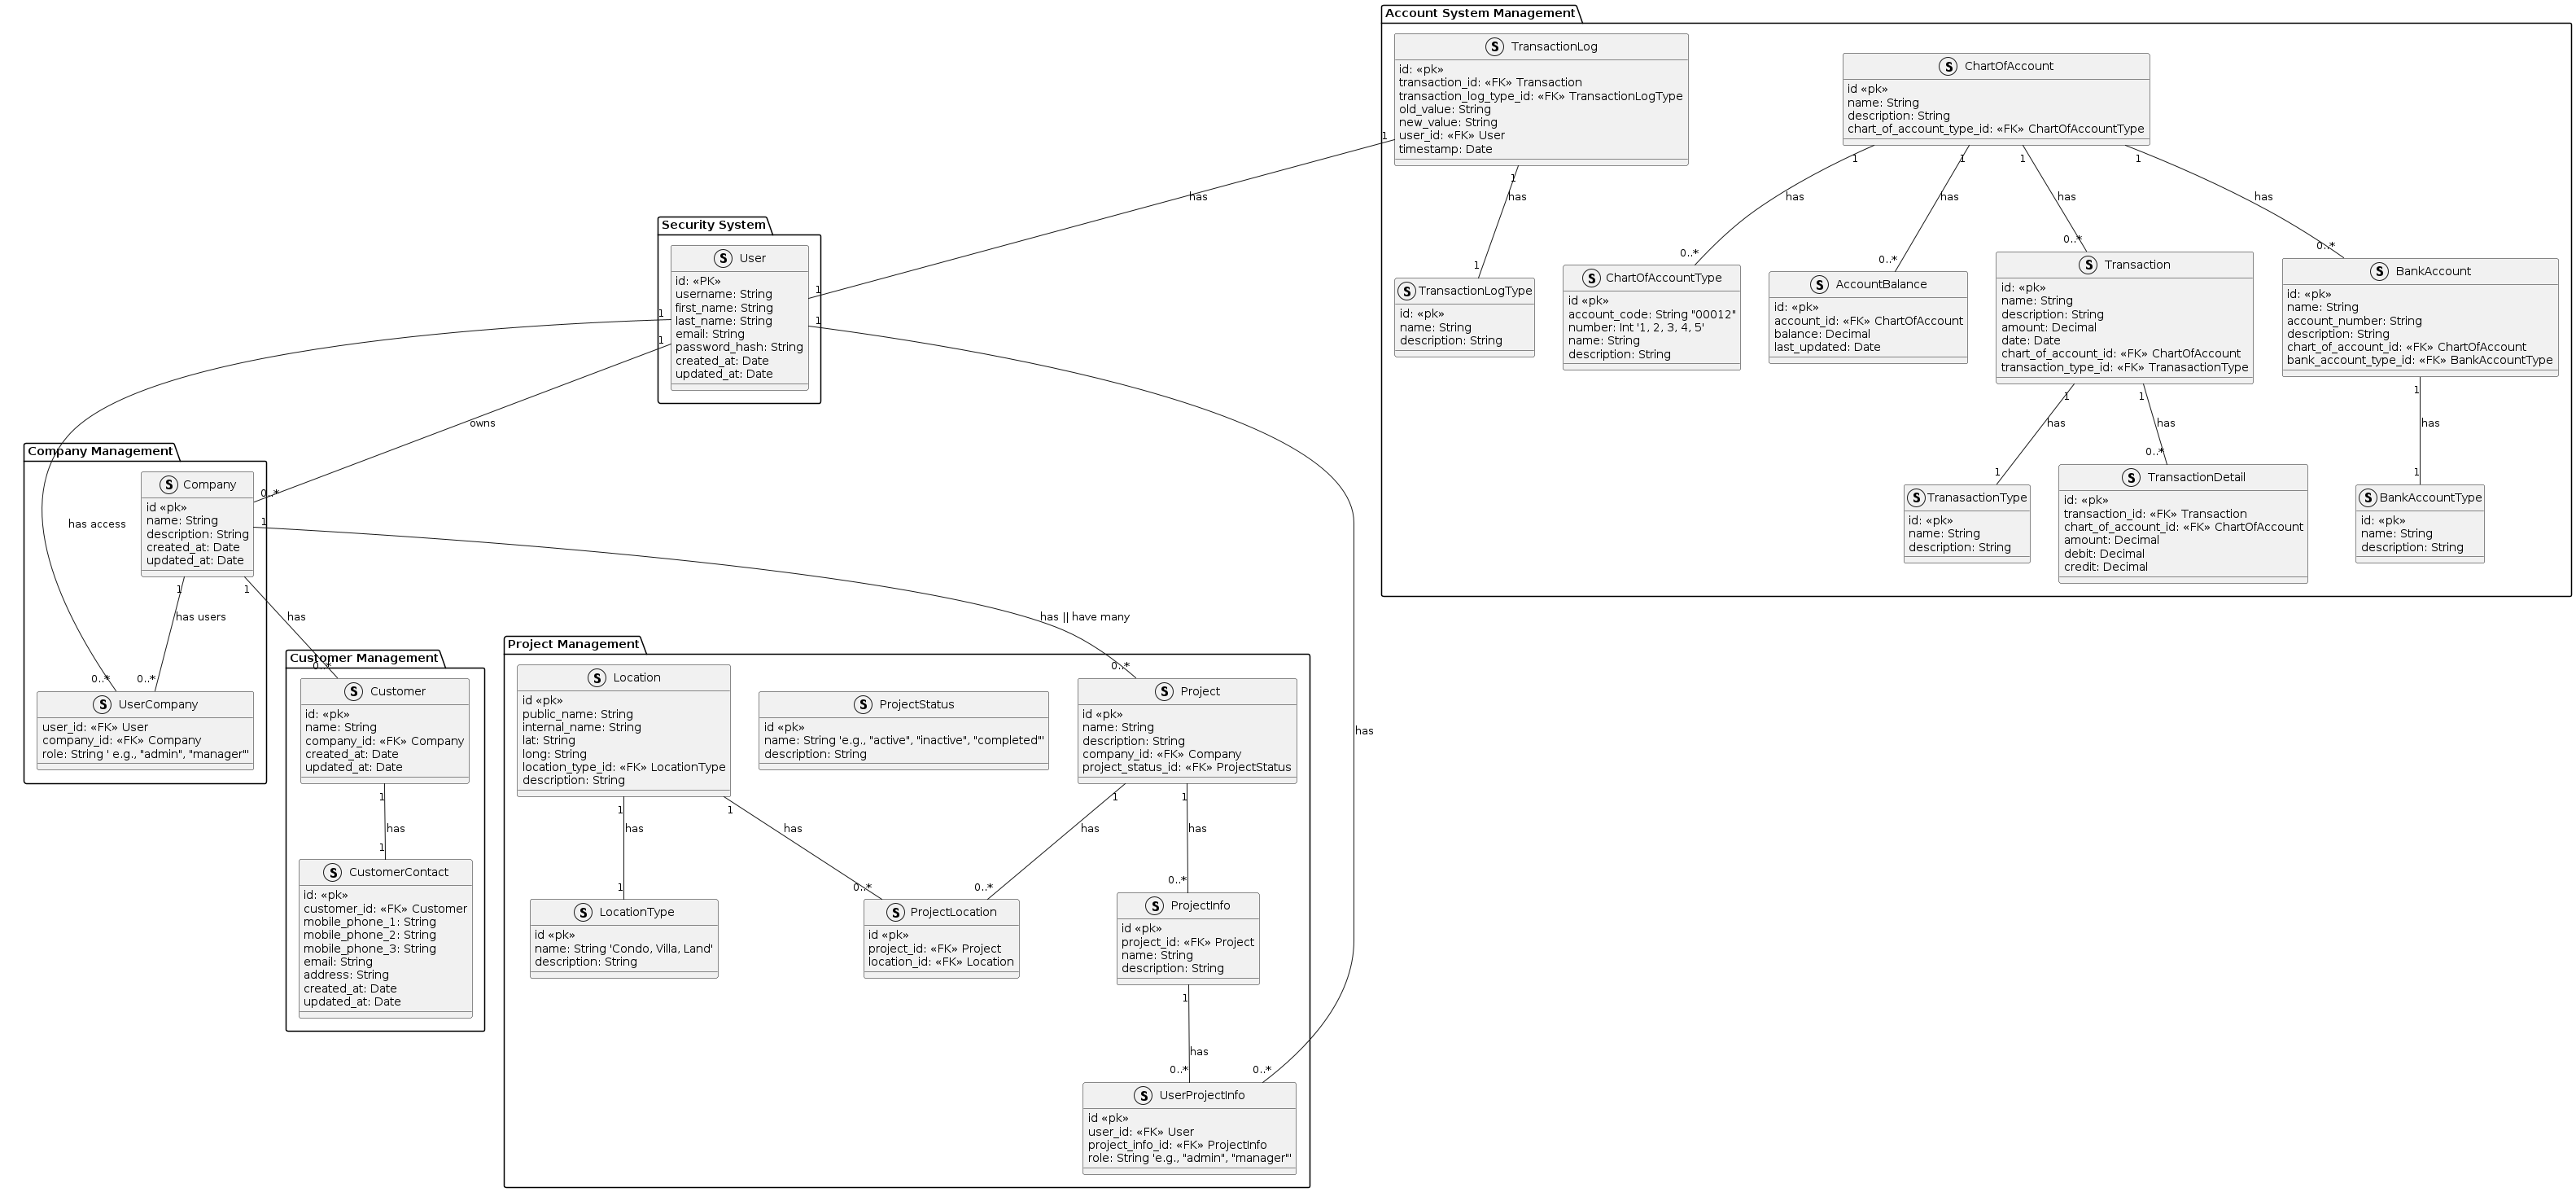 Account System Management
TransactionLog
id: «pk»
transaction_id: «FK» Transaction
transaction_log_type_id: «FK» TransactionLogType
old_value: String
new_value: String
user_id: «FK» User
timestamp: Date
ChartOfAccount
id «pk»
name: String
description: String
chart_of_account_type_id: «FK» ChartOfAccountType
1
1
1
1
1
1
has
has
has
has
has
has
1
0..*
0..*
0..*
0..*
TransactionLogType
id: «pk»
name: String
description: String
ChartOfAccountType
id «pk»
account_code: String "00012"
number: Int '1, 2, 3, 4, 5'
name: String
description: String
AccountBalance
id: «pk»
account_id: «FK» ChartOfAccount
balance: Decimal
last_updated: Date
Transaction
id: «pk»
name: String
description: String
amount: Decimal
date: Date
chart_of_account_id: «FK» ChartOfAccount
transaction_type_id: «FK» TranasactionType
BankAccount
id: «pk»
name: String
account_number: String
description: String
chart_of_account_id: «FK» ChartOfAccount
bank_account_type_id: «FK» BankAccountType
1
1
1
has
has
has
1
0..*
1
TranasactionType
id: «pk»
name: String
description: String
TransactionDetail
id: «pk»
transaction_id: «FK» Transaction
chart_of_account_id: «FK» ChartOfAccount
amount: Decimal
debit: Decimal
credit: Decimal
BankAccountType
id: «pk»
name: String
description: String
Security System
User
id: «PK»
username: String
first_name: String
last_name: String
email: String
password_hash: String
created_at: Date
updated_at: Date
1
1
1
1
owns
Company Management
Company
id «pk»
name: String
description: String
created_at: Date
updated_at: Date
0..*
1
has access
1
1
has users
has
has || have many
0..*
0..*
0..*
0..*
UserCompany
user_id: «FK» User
company_id: «FK» Company
role: String ' e.g., "admin", "manager"'
Customer Management
Customer
id: «pk»
name: String
company_id: «FK» Company
created_at: Date
updated_at: Date
1
has
1
CustomerContact
id: «pk»
customer_id: «FK» Customer
mobile_phone_1: String
mobile_phone_2: String
mobile_phone_3: String
email: String
address: String
created_at: Date
updated_at: Date
Project Management
Location
id «pk»
public_name: String
internal_name: String
lat: String
long: String
location_type_id: «FK» LocationType
description: String
ProjectStatus
id «pk»
name: String 'e.g., "active", "inactive", "completed"'
description: String
Project
id «pk»
name: String
description: String
company_id: «FK» Company
project_status_id: «FK» ProjectStatus
has
1
1
1
1
has
has
has
has
1
0..*
0..*
0..*
LocationType
id «pk»
name: String 'Condo, Villa, Land'
description: String
ProjectLocation
id «pk»
project_id: «FK» Project
location_id: «FK» Location
ProjectInfo
id «pk»
project_id: «FK» Project
name: String
description: String
1
has
0..*
0..*
UserProjectInfo
id «pk»
user_id: «FK» User
project_info_id: «FK» ProjectInfo
role: String 'e.g., "admin", "manager"'